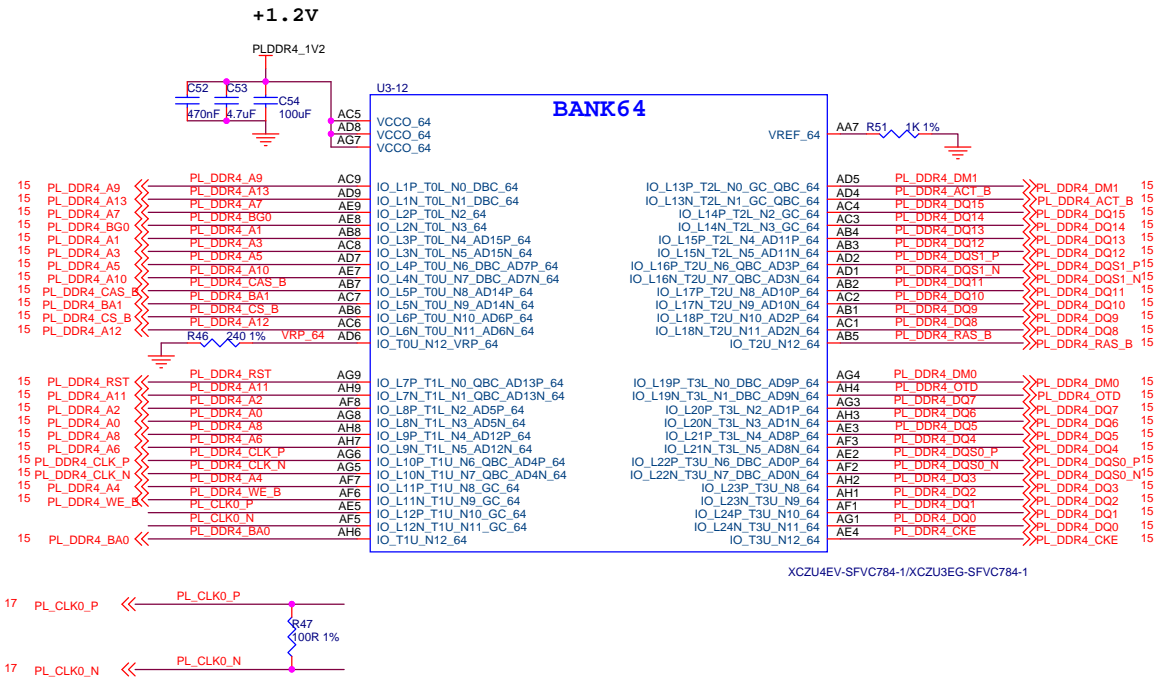 +1.2V
PLDDR4_1V2
C52 C53 C54
470nF 4.7uF 100uF
U3-12
BANK64
AC5 VCCO_64
AD8 VCCO_64
AG7 VCCO_64
VREF_64 AA7 R51 1K 1%
15 PL_DDR4_A9 PL_DDR4_A9 AC9 IO_L1P_T0L_N0_DBC_64 IO_L13P_T2L_N0_GC_QBC_64 AD5 PL_DDR4_DM1 PL_DDR4_DM1 15
15 PL_DDR4_A13 PL_DDR4_A13 AD9 IO_L1N_T0L_N1_DBC_64 IO_L13N_T2L_N1_GC_QBC_64 AD4 PL_DDR4_ACT_B PL_DDR4_ACT_B 15
15 PL_DDR4_A7 PL_DDR4_A7 AE9 IO_L2P_T0L_N2_64 IO_L14P_T2L_N2_GC_64 AC4 PL_DDR4_DQ15 PL_DDR4_DQ15 15
15 PL_DDR4_BG0 PL_DDR4_BG0 AE8 IO_L2N_T0L_N3_64 IO_L14N_T2L_N3_GC_64 AC3 PL_DDR4_DQ14 PL_DDR4_DQ14 15
15 PL_DDR4_A1 PL_DDR4_A1 AB8 IO_L3P_T0L_N4_AD15P_64 IO_L15P_T2L_N4_AD11P_64 AB4 PL_DDR4_DQ13 PL_DDR4_DQ13 15
15 PL_DDR4_A3 PL_DDR4_A3 AC8 IO_L3N_T0L_N5_AD15N_64 IO_L15N_T2L_N5_AD11N_64 AB3 PL_DDR4_DQ12 PL_DDR4_DQ12 15
15 PL_DDR4_A5 PL_DDR4_A5 AD7 IO_L4P_T0U_N6_DBC_AD7P_64 IO_L16P_T2U_N6_QBC_AD3P_64 AD2 PL_DDR4_DQS1_P PL_DDR4_DQS1_P 15
15 PL_DDR4_A10 PL_DDR4_A10 AE7 IO_L4N_T0U_N7_DBC_AD7N_64 IO_L16N_T2U_N7_QBC_AD3N_64 AD1 PL_DDR4_DQS1_N PL_DDR4_DQS1_N 15
15 PL_DDR4_CAS_B PL_DDR4_CAS_B AB7 IO_L5P_T0U_N8_AD14P_64 IO_L17P_T2U_N8_AD10P_64 AB2 PL_DDR4_DQ11 PL_DDR4_DQ11 15
15 PL_DDR4_BA1 PL_DDR4_BA1 AC7 IO_L5N_T0U_N9_AD14N_64 IO_L17N_T2U_N9_AD10N_64 AC2 PL_DDR4_DQ10 PL_DDR4_DQ10 15
15 PL_DDR4_CS_B PL_DDR4_CS_B AB6 IO_L6P_T0U_N10_AD6P_64 IO_L18P_T2U_N10_AD2P_64 AB1 PL_DDR4_DQ9 PL_DDR4_DQ9 15
15 PL_DDR4_A12 PL_DDR4_A12 AC6 IO_L6N_T0U_N11_AD6N_64 IO_L18N_T2U_N11_AD2N_64 AC1 PL_DDR4_DQ8 PL_DDR4_DQ8 15
R46 240 1% VRP_64 AD6 IO_T0U_N12_VRP_64 IO_T2U_N12_64 AB5 PL_DDR4_RAS_B PL_DDR4_RAS_B 15
15 PL_DDR4_RST PL_DDR4_RST AG9 IO_L7P_T1L_N0_QBC_AD13P_64 IO_L19P_T3L_N0_DBC_AD9P_64 AG4 PL_DDR4_DM0 PL_DDR4_DM0 15
15 PL_DDR4_A11 PL_DDR4_A11 AH9 IO_L7N_T1L_N1_QBC_AD13N_64 IO_L19N_T3L_N1_DBC_AD9N_64 AH4 PL_DDR4_OTD PL_DDR4_OTD 15
15 PL_DDR4_A2 PL_DDR4_A2 AF8 IO_L8P_T1L_N2_AD5P_64 IO_L20P_T3L_N2_AD1P_64 AG3 PL_DDR4_DQ7 PL_DDR4_DQ7 15
15 PL_DDR4_A0 PL_DDR4_A0 AG8 IO_L8N_T1L_N3_AD5N_64 IO_L20N_T3L_N3_AD1N_64 AH3 PL_DDR4_DQ6 PL_DDR4_DQ6 15
15 PL_DDR4_A8 PL_DDR4_A8 AH8 IO_L9P_T1L_N4_AD12P_64 IO_L21P_T3L_N4_AD8P_64 AE3 PL_DDR4_DQ5 PL_DDR4_DQ5 15
15 PL_DDR4_A6 PL_DDR4_A6 AH7 IO_L9N_T1L_N5_AD12N_64 IO_L21N_T3L_N5_AD8N_64 AF3 PL_DDR4_DQ4 PL_DDR4_DQ4 15
15 PL_DDR4_CLK_P PL_DDR4_CLK_P AG6 IO_L10P_T1U_N6_QBC_AD4P_64 IO_L22P_T3U_N6_DBC_AD0P_64 AE2 PL_DDR4_DQS0_P PL_DDR4_DQS0_P 15
15 PL_DDR4_CLK_N PL_DDR4_CLK_N AG5 IO_L10N_T1U_N7_QBC_AD4N_64 IO_L22N_T3U_N7_DBC_AD0N_64 AF2 PL_DDR4_DQS0_N PL_DDR4_DQS0_N 15
15 PL_DDR4_A4 PL_DDR4_A4 AF7 IO_L11P_T1U_N8_GC_64 IO_L23P_T3U_N8_64 AH2 PL_DDR4_DQ3 PL_DDR4_DQ3 15
15 PL_DDR4_WE_B PL_DDR4_WE_B AF6 IO_L11N_T1U_N9_GC_64 IO_L23N_T3U_N9_64 AH1 PL_DDR4_DQ2 PL_DDR4_DQ2 15
PL_CLK0_P AE5 IO_L12P_T1U_N10_GC_64 IO_L24P_T3U_N10_64 AF1 PL_DDR4_DQ1 PL_DDR4_DQ1 15
PL_CLK0_N AF5 IO_L12N_T1U_N11_GC_64 IO_L24N_T3U_N11_64 AG1 PL_DDR4_DQ0 PL_DDR4_DQ0 15
15 PL_DDR4_BA0 PL_DDR4_BA0 AH6 IO_T1U_N12_64 IO_T3U_N12_64 AE4 PL_DDR4_CKE PL_DDR4_CKE 15
XCZU4EV-SFVC784-1/XCZU3EG-SFVC784-1
17 PL_CLK0_P PL_CLK0_P
R47
100R 1%
17 PL_CLK0_N PL_CLK0_N